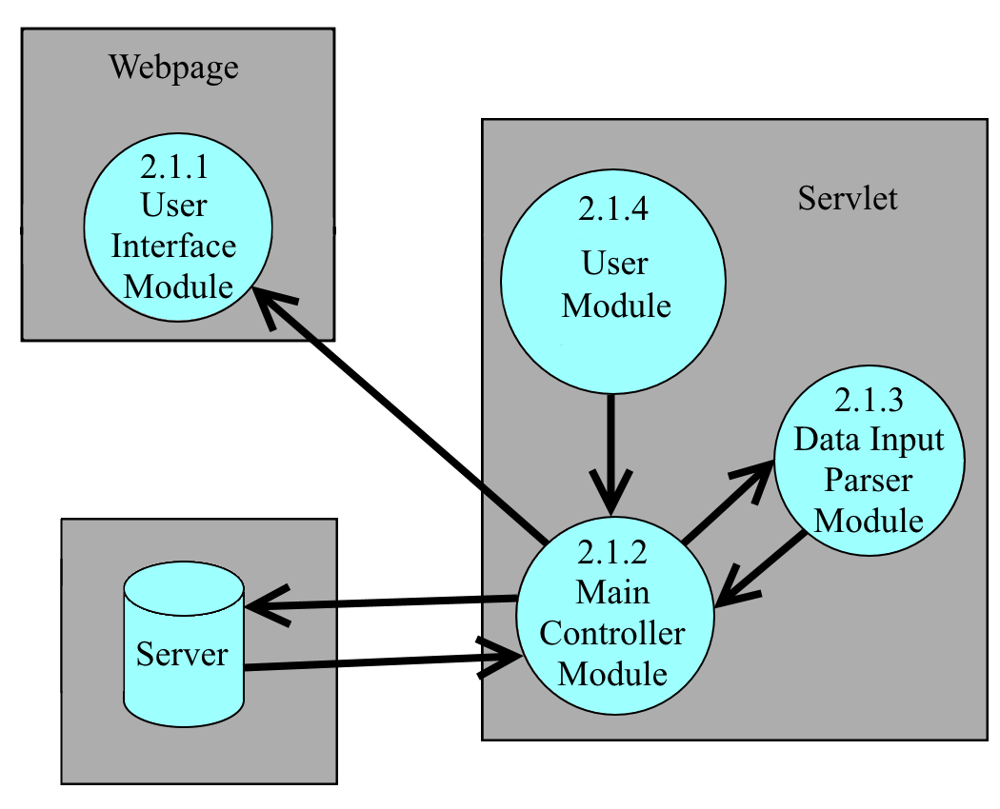 Webpage
2.1.1
User
Interface
Module
Servlet
2.1.4
User
Module
2.1.3
Data Input
Parser
Module
2.1.2
Main
Controller
Module
Server